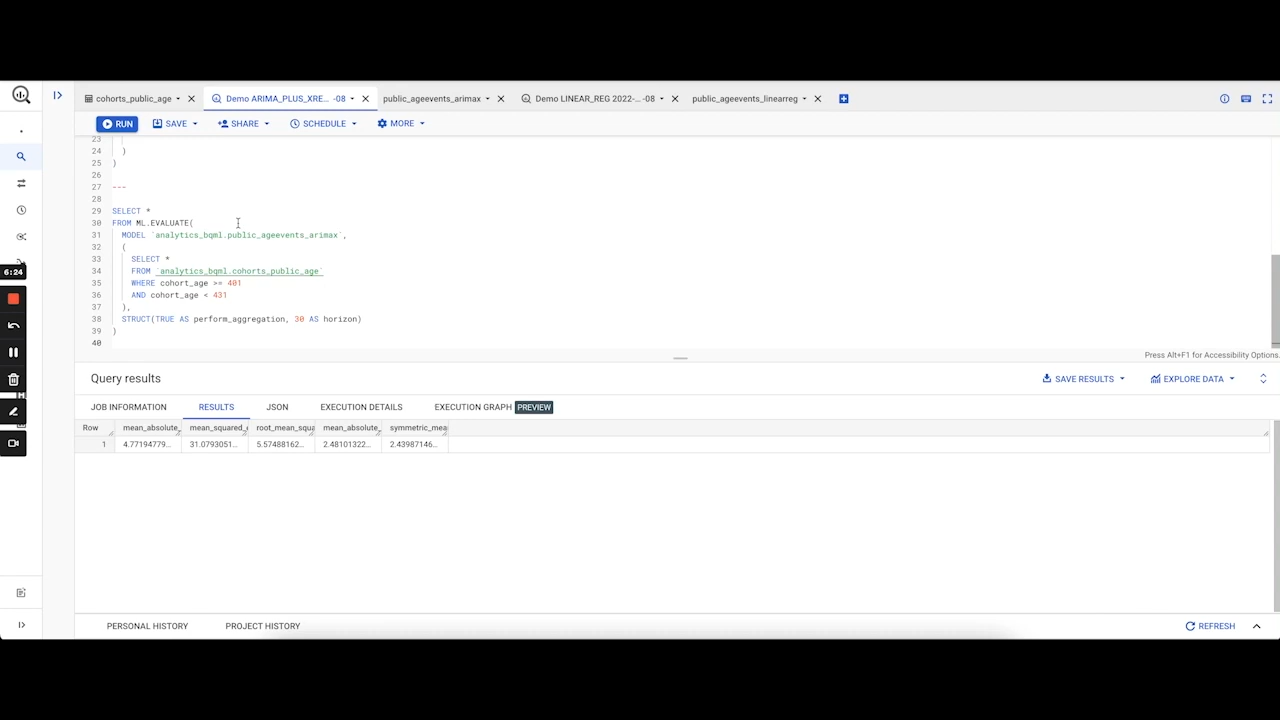 cohorts_public_age
Demo ARIMA_PLUS_XRE... -08
public_ageevents_arimax
Demo LINEAR_REG 2022-... -08
public_ageevents_linearreg
RUN
SAVE
SHARE
SCHEDULE
MORE
23
24 )
25 )
26
27 ---
28
29 SELECT *
30 FROM ML.EVALUATE(
31 MODEL `analytics_bqml.public_ageevents_arimax`,
32 (
33 SELECT *
34 FROM `analytics_bqml.cohorts_public_age`
35 WHERE cohort_age >= 401
36 AND cohort_age < 431
37 ),
38 STRUCT(TRUE AS perform_aggregation, 30 AS horizon)
39 )
40
6:24
Press Alt+F1 for Accessibility Options.
Query results
SAVE RESULTS
EXPLORE DATA
JOB INFORMATION
RESULTS
JSON
EXECUTION DETAILS
EXECUTION GRAPH PREVIEW
Row mean_absolute_ mean_squared_e root_mean_squa mean_absolute_ symmetric_mea
1 4.77194779... 31.0793051... 5.57488162... 2.48101322... 2.43987146...
PERSONAL HISTORY
PROJECT HISTORY
REFRESH